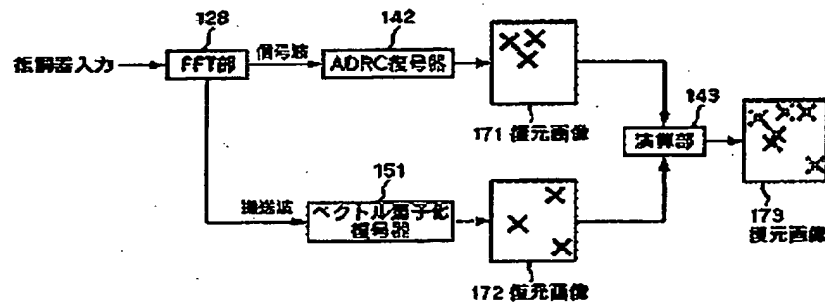 128
142
振調器入力
FFT部
信号波
ADRC復号器
171 復元画像
143
演算部
151
搬送波
ベクトル量子化
復号器
172 復元画像
173
復元画像